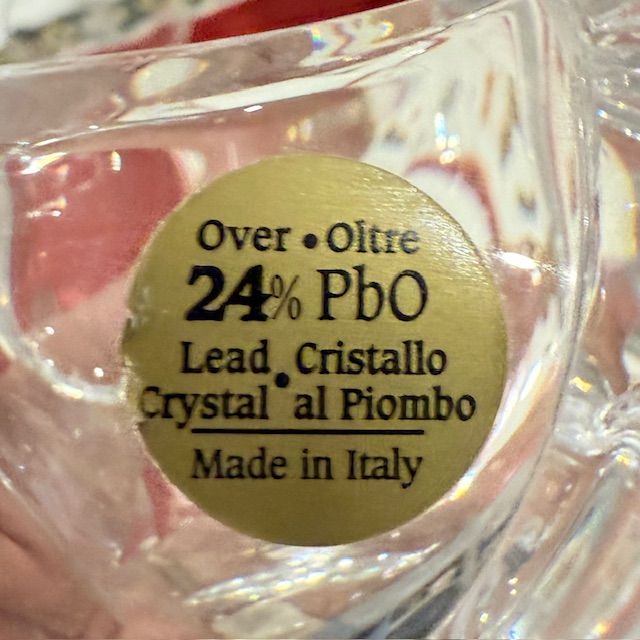 Over • Oltre
24% PbO
Lead • Cristallo
Crystal al Piombo
Made in Italy